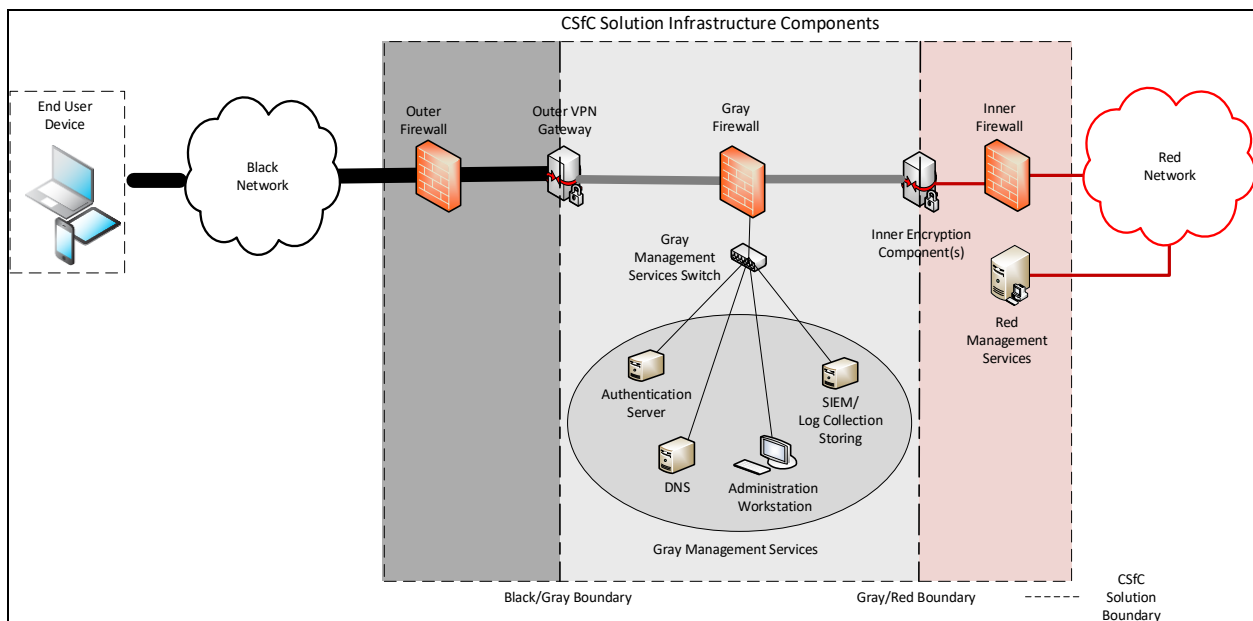 CSfC Solution Infrastructure Components
End User
Device
Black
Network
Outer
Firewall
Outer VPN
Gateway
Gray
Firewall
Inner
Firewall
Red
Network
Inner Encryption
Component(s)
Gray
Management
Services Switch
Red
Management
Services
Authentication
Server
SIEM/
Log Collection
Storing
DNS
Administration
Workstation
Gray Management Services
Black/Gray Boundary
Gray/Red Boundary
CSfC
Solution
Boundary